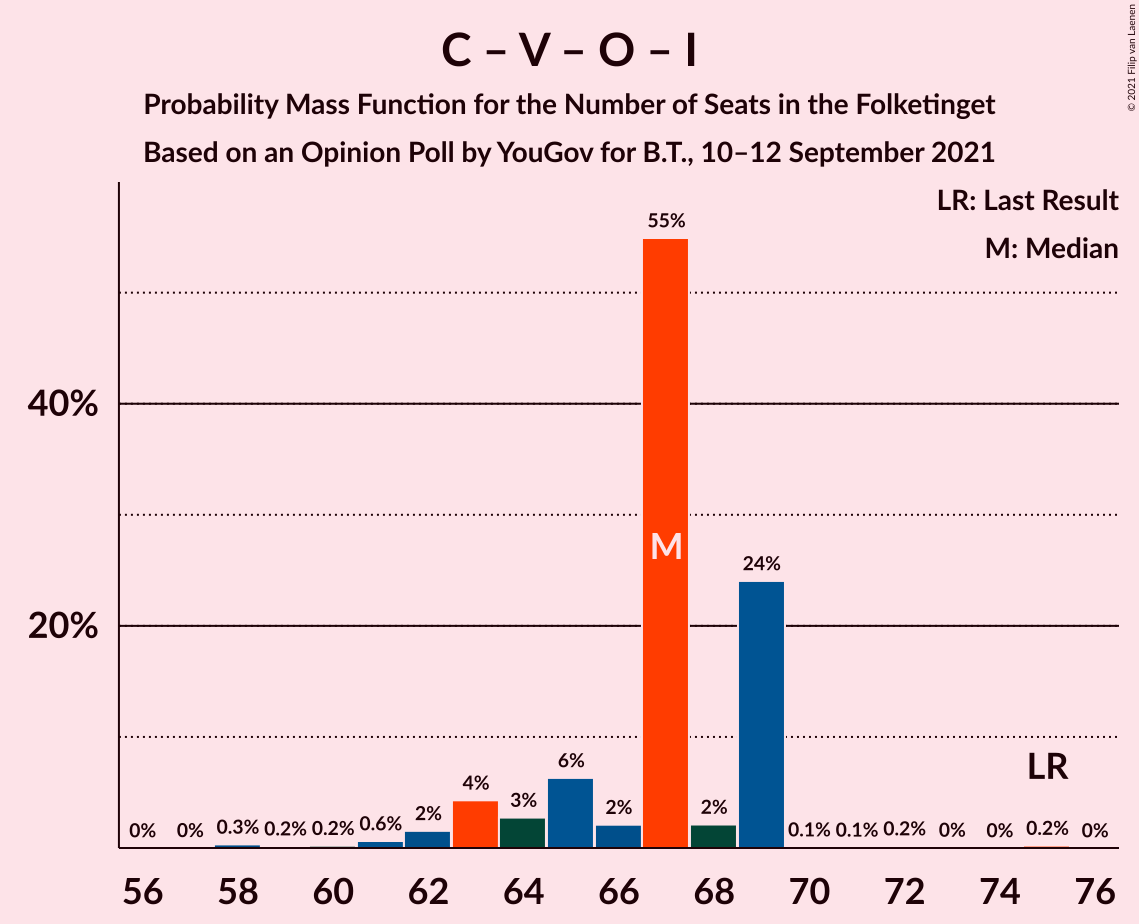 C – V – O – I
Probability Mass Function for the Number of Seats in the Folketinget
Based on an Opinion Poll by YouGov for B.T., 10–12 September 2021
© 2021 Filip van Laenen
LR: Last Result
M: Median
55%
40%
M
24%
20%
LR
0% 0% 0.3% 0.2% 0.2% 0.6% 2% 4% 3% 6% 2% 2% 0.1% 0.1% 0.2% 0% 0% 0.2% 0%
56 58 60 62 64 66 68 70 72 74 76